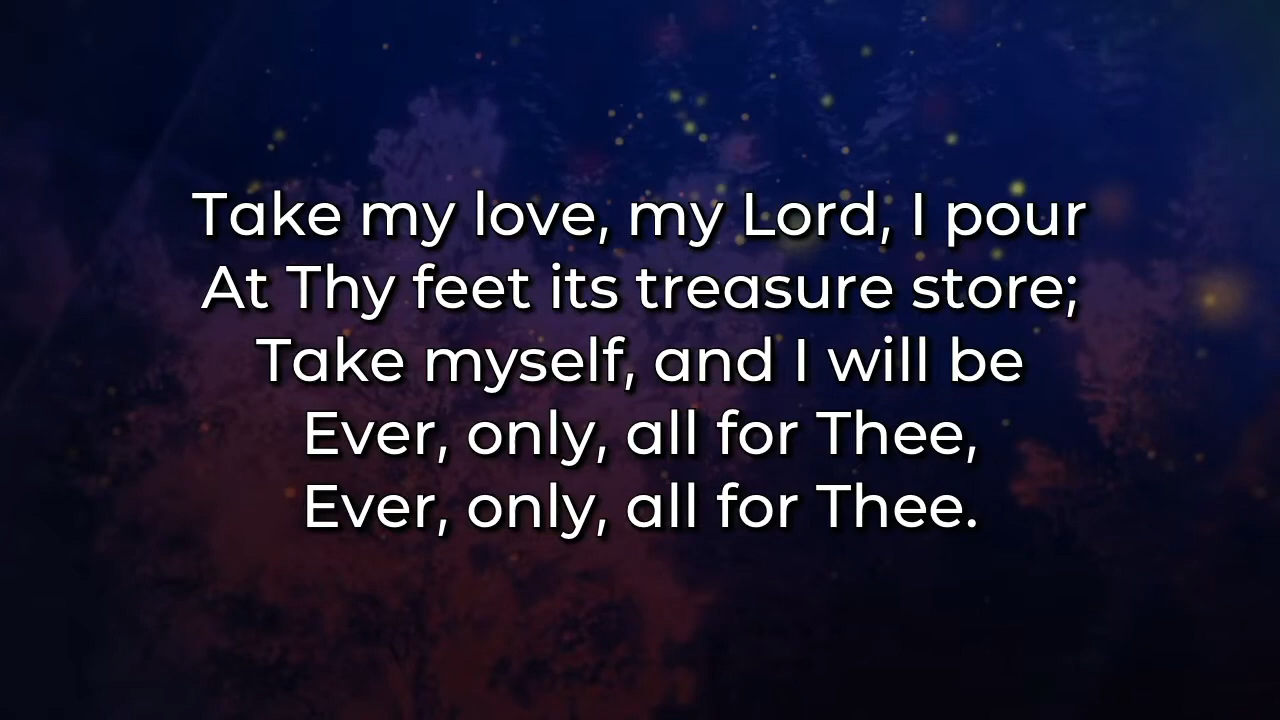 Take my love, my Lord, I pour
At Thy feet its treasure store;
Take myself, and I will be
Ever, only, all for Thee,
Ever, only, all for Thee.